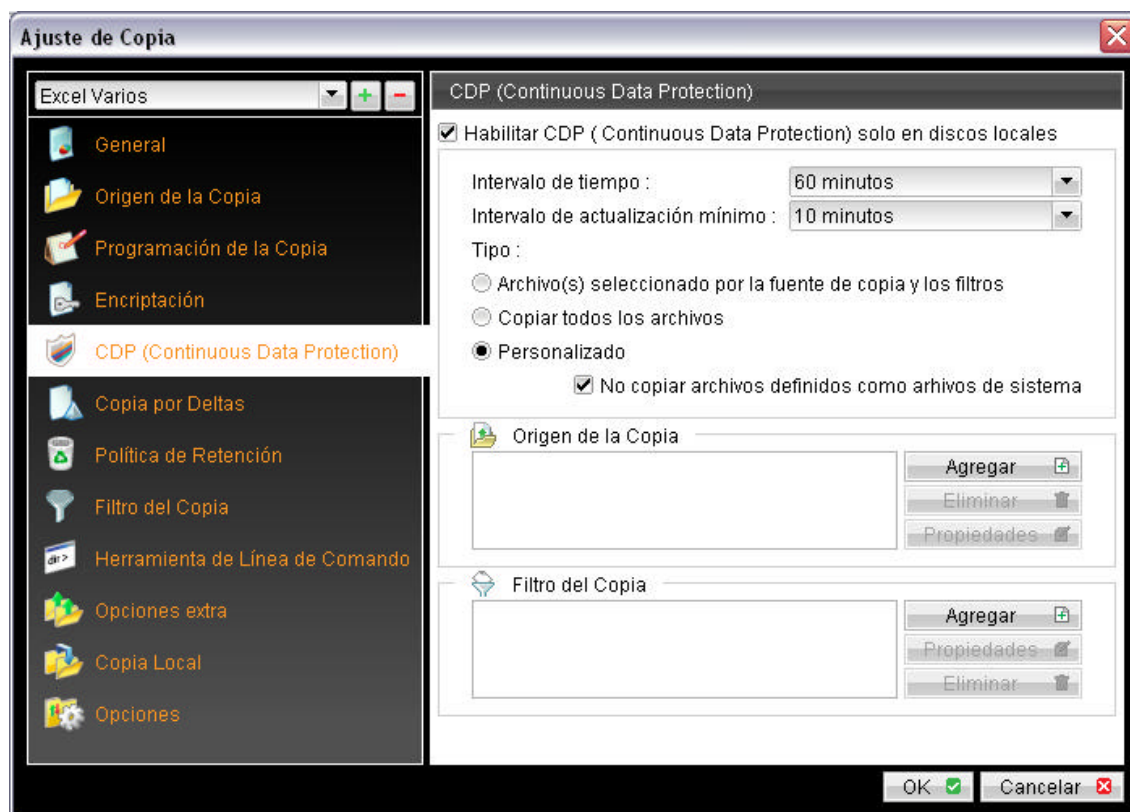 Ajuste de Copia
Excel Varios
General
Origen de la Copia
Programación de la Copia
Encriptación
CDP (Continuous Data Protection)
Copia por Deltas
Política de Retención
Filtro del Copia
dir>
Herramienta de Línea de Comando
Opciones extra
Copia Local
Opciones
CDP (Continuous Data Protection)
Habilitar CDP ( Continuous Data Protection) solo en discos locales
Intervalo de tiempo : 60 minutos
Intervalo de actualización mínimo : 10 minutos
Tipo :
Archivo(s) seleccionado por la fuente de copia y los filtros
Copiar todos los archivos
Personalizado
No copiar archivos definidos como arhivos de sistema
Origen de la Copia
Agregar
Eliminar
Propiedades
Filtro del Copia
Agregar
Propiedades
Eliminar
OK Cancelar